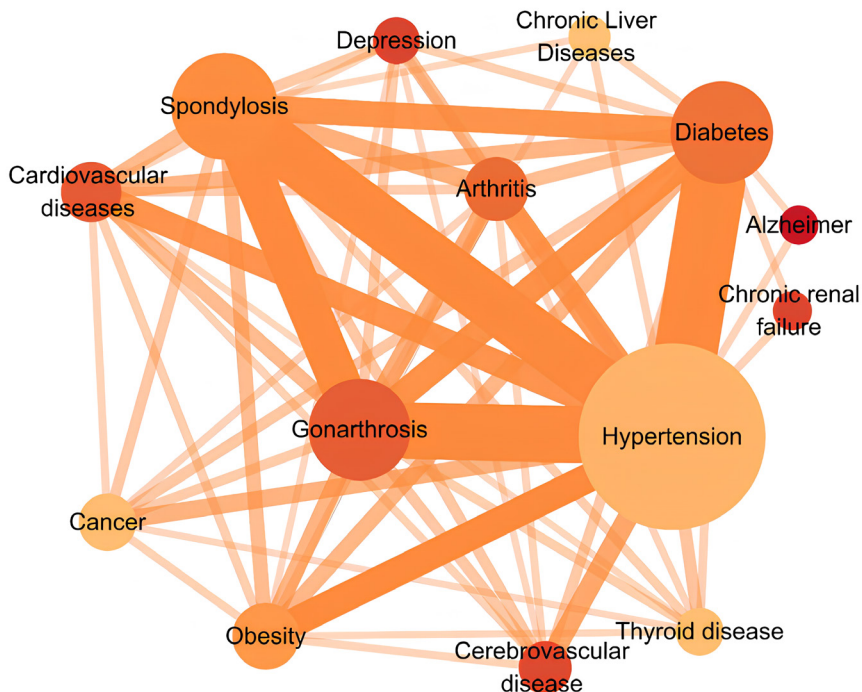 Chronic Liver
Diseases
Depression
Spondylosis
Diabetes
Cardiovascular
diseases
Arthritis
Alzheimer
Chronic renal
failure
Gonarthrosis
Hypertension
Cancer
Obesity
Thyroid disease
Cerebrovascular
disease